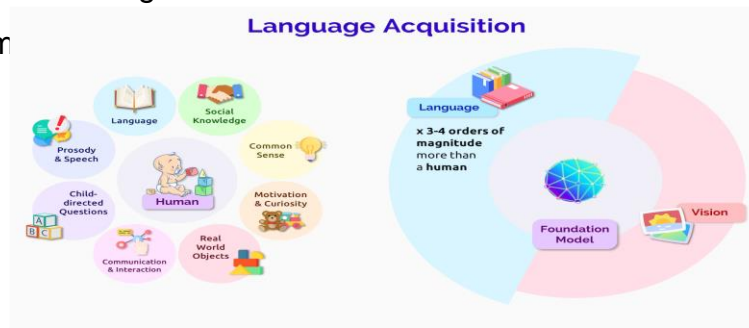 Language Acquisition
Language
Social
Knowledge
Prosody
& Speech
Common
Sense
Child-
directed
Questions
Human
Motivation
& Curiosity
Communication
& Interaction
Real
World
Objects
A
B C
Language
x 3-4 orders of
magnitude
more than
a human
Foundation
Model
Vision